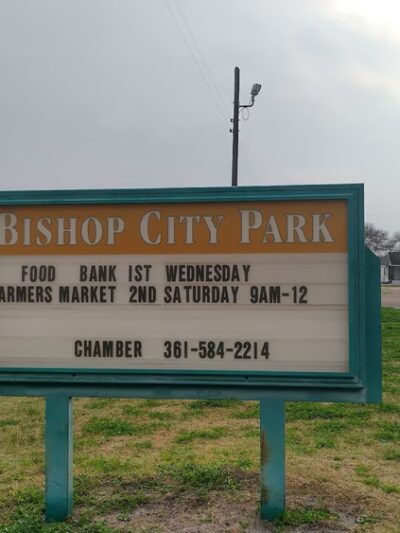 BISHOP CITY PARK
FOOD BANK 1ST WEDNESDAY
ARMERS MARKET 2ND SATURDAY 9AM-12
CHAMBER 361-584-2214